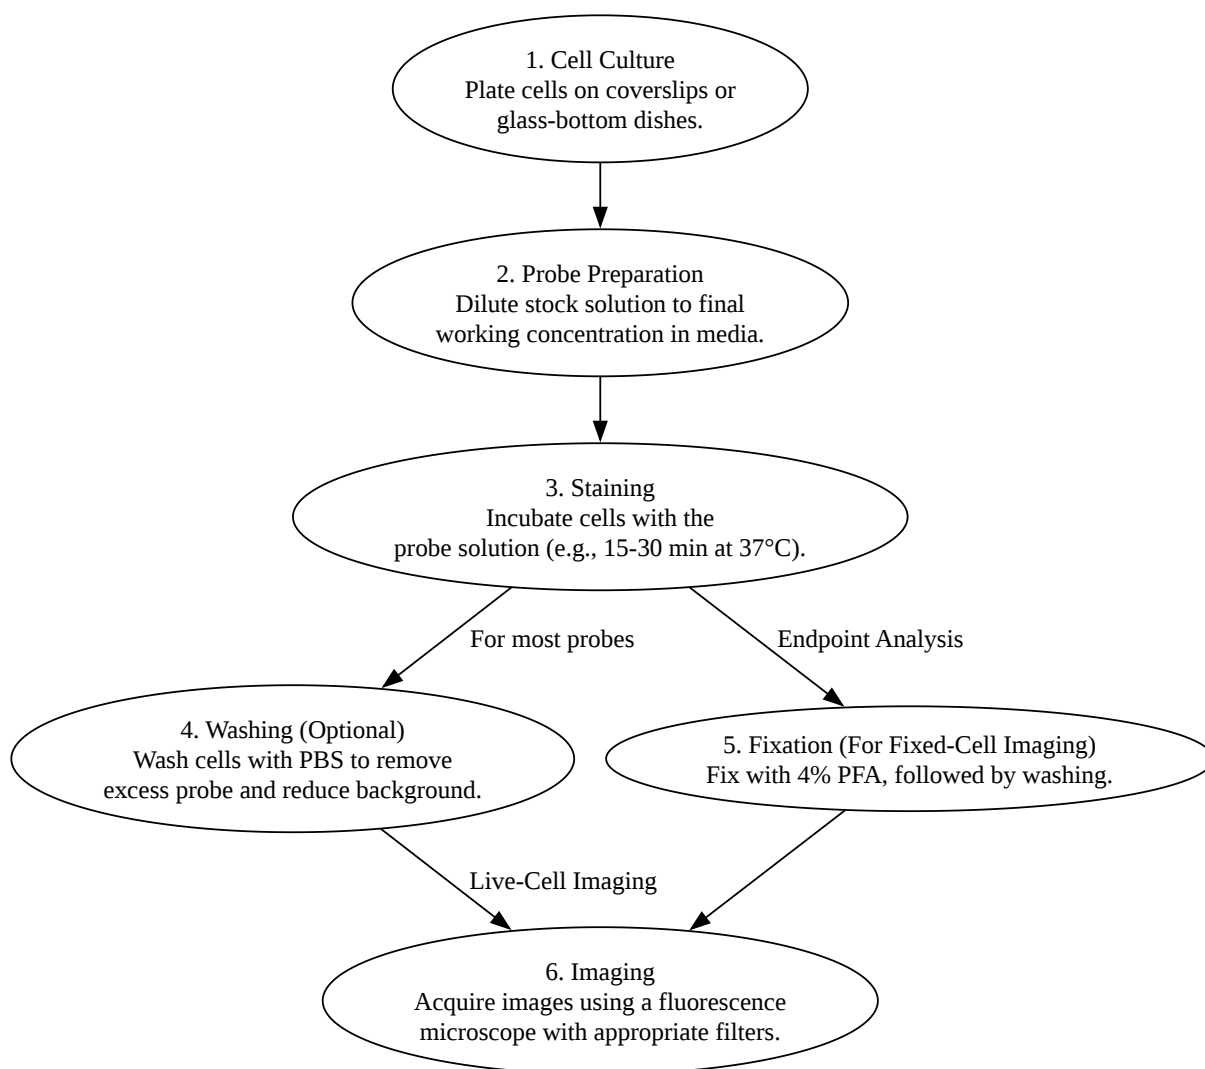 1. Cell Culture
Plate cells on coverslips or
glass-bottom dishes.
2. Probe Preparation
Dilute stock solution to final
working concentration in media.
3. Staining
Incubate cells with the
probe solution (e.g., 15-30 min at 37°C).
For most probes
Endpoint Analysis
4. Washing (Optional)
Wash cells with PBS to remove
excess probe and reduce background.
5. Fixation (For Fixed-Cell Imaging)
Fix with 4% PFA, followed by washing.
Live-Cell Imaging
6. Imaging
Acquire images using a fluorescence
microscope with appropriate filters.